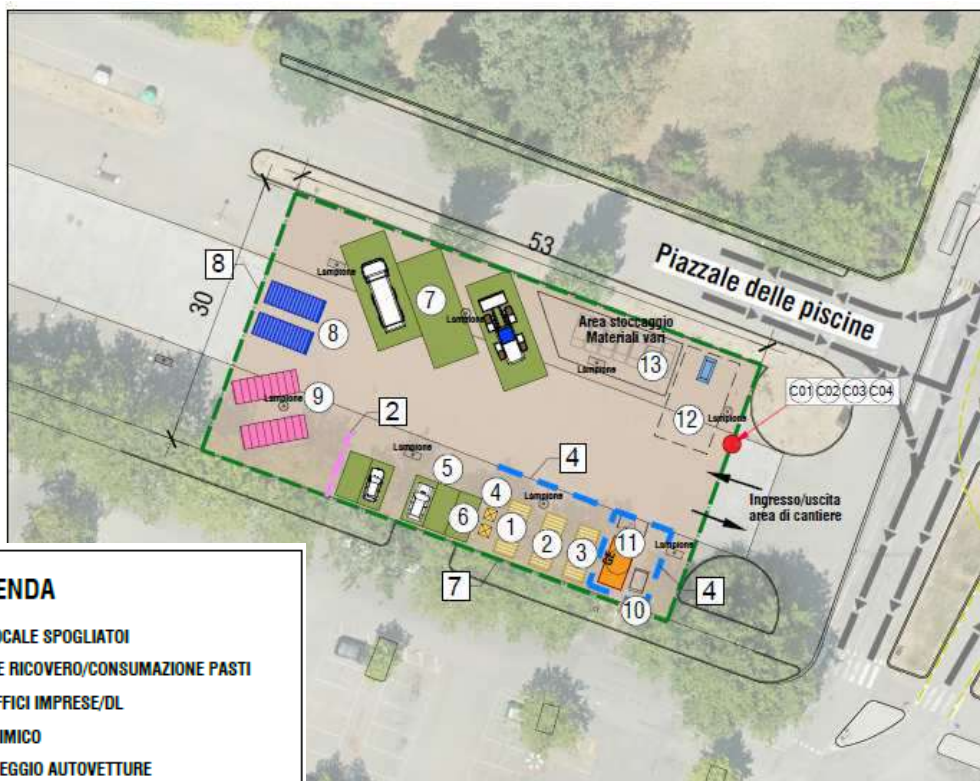 53
30
Piazzale delle piscine
8
Lampione
7
Lampione
Area stoccaggio
Materiali vari
Lampione
13
8
C01 C02 C03 C04
12
Lampione
9
Lampione
2
Lampione
4
5
Ingresso/uscita
area di cantiere
4
Lampione
6
1
2
3
11
Lampione
7
10
4
ENDA
OCALE SPOGLIATOI
E RICOVERO/CONSUMAZIONE PASTI
FFICI IMPRESE/DL
IMICO
EGGIO AUTOVETTURE